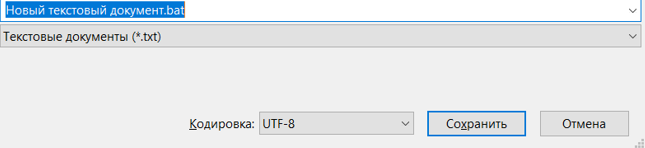 Новый текстовый документ.bat
Текстовые документы (*.txt)
Кодировка: UTF-8 Сохранить Отмена